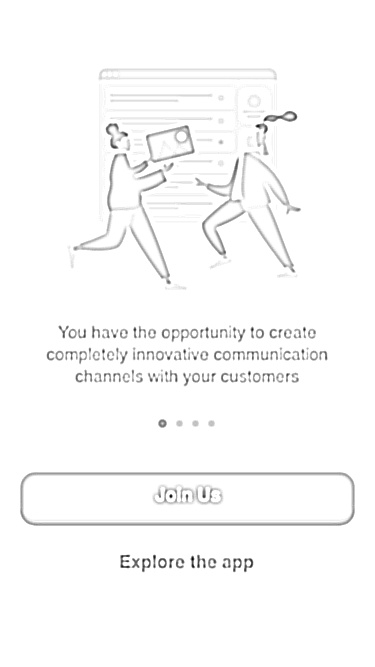 You have the opportunity to create
completely innovative communication
channels with your customers
Join Us
Explore the app